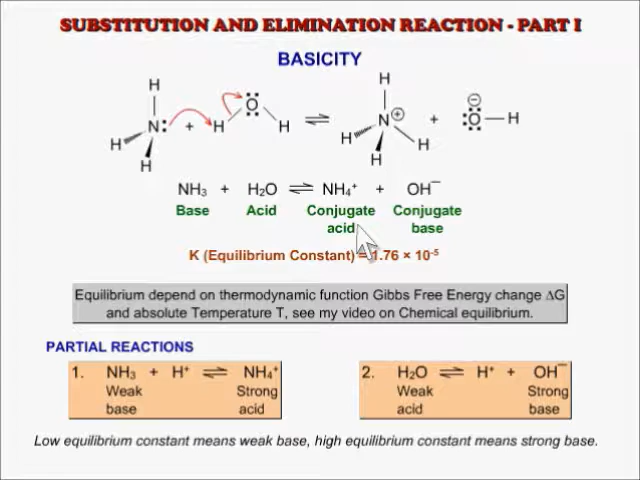 SUBSTITUTION AND ELIMINATION REACTION - PART I
BASICITY
H H H N: + H O H ⇌ H H N⊕ H H + ⊖ :O—H
NH₃ + H₂O ⇌ NH₄⁺ + OH⁻
Base Acid Conjugate acid Conjugate base
K (Equilibrium Constant) = 1.76 × 10⁻⁵
Equilibrium depend on thermodynamic function Gibbs Free Energy change ΔG
and absolute Temperature T, see my video on Chemical equilibrium.
PARTIAL REACTIONS
1. NH₃ + H⁺ ⇌ NH₄⁺
Weak base Strong acid
2. H₂O ⇌ H⁺ + OH⁻
Weak acid Strong base
Low equilibrium constant means weak base, high equilibrium constant means strong base.